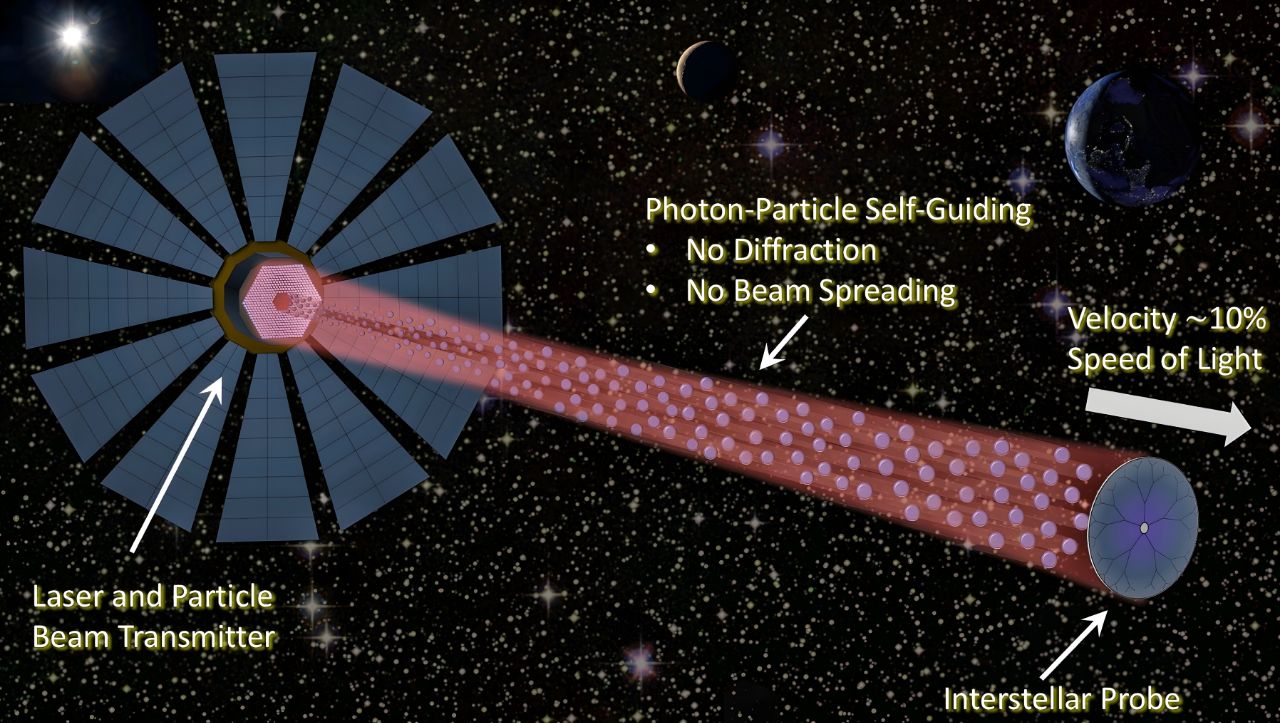 Photon-Particle Self-Guiding
• No Diffraction
• No Beam Spreading
Velocity ~10%
Speed of Light
Laser and Particle
Beam Transmitter
Interstellar Probe